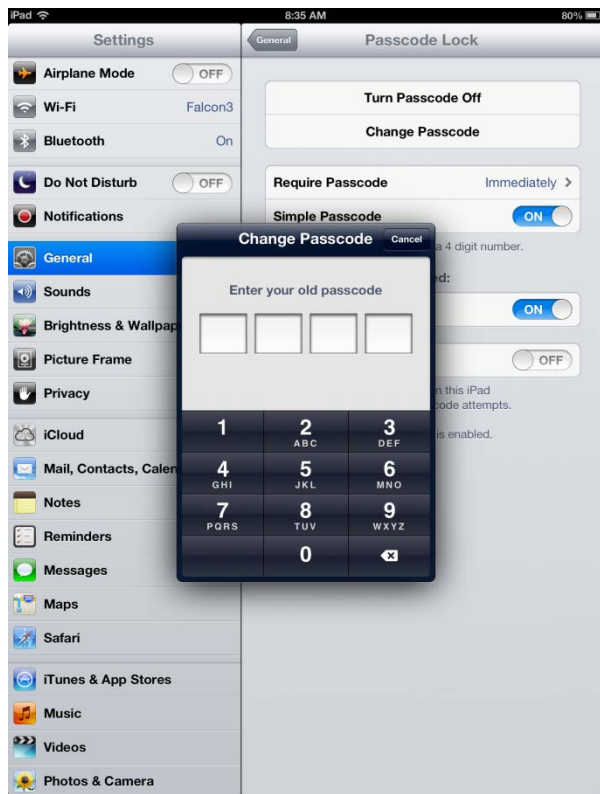 iPad
8:35 AM
80%
Settings
Airplane Mode
OFF
Wi-Fi
Falcon3
Bluetooth
On
Do Not Disturb
OFF
Notifications
General
Sounds
Brightness & Wallpap
Picture Frame
Privacy
iCloud
Mail, Contacts, Calen
Notes
Reminders
Messages
Maps
Safari
iTunes & App Stores
Music
Videos
Photos & Camera
General
Passcode Lock
Turn Passcode Off
Change Passcode
Require Passcode
Immediately
Simple Passcode
ON
a 4 digit number.
ed:
ON
OFF
n this iPad
code attempts.
is enabled.
Change Passcode
Cancel
Enter your old passcode
1
2
ABC
3
DEF
4
GHI
5
JKL
6
MNO
7
PQRS
8
TUV
9
WXYZ
0